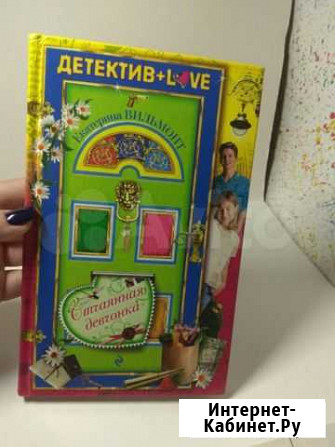 ДЕТЕКТИВ+LOVE
Екатерина ВИЛЬМОНТ
Отчаянная
девчонка
Интернет-
Кабинет.Ру